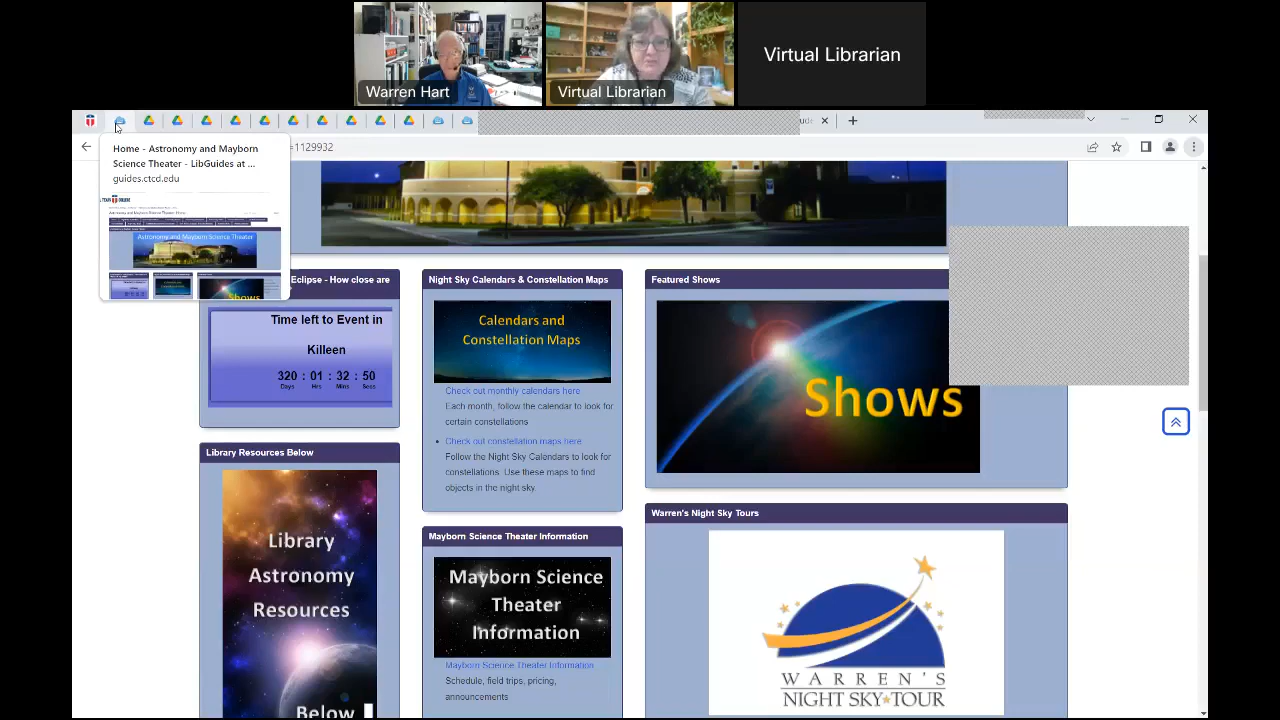 Virtual Librarian
Warren Hart
Virtual Librarian
=1129932
Home - Astronomy and Mayborn
Science Theater - LibGuides at ...
guides.ctcd.edu
Astronomy and Mayborn Science Theater
Shows
Eclipse - How close are
Time left to Event in
Killeen
320 : 01 : 32 : 50
Days Hrs Mins Secs
Library Resources Below
Library
Astronomy
Resources
Below
Night Sky Calendars & Constellation Maps
Calendars and
Constellation Maps
Check out monthly calendars here
Each month, follow the calendar to look for
certain constellations
• Check out constellation maps here
Follow the Night Sky Calendars to look for
constellations. Use these maps to find
objects in the night sky.
Mayborn Science Theater Information
Mayborn Science
Theater
Information
Mayborn Science Theater Information
Schedule, field trips, pricing,
announcements
Featured Shows
Shows
Warren's Night Sky Tours
WARREN'S
NIGHT SKY TOUR